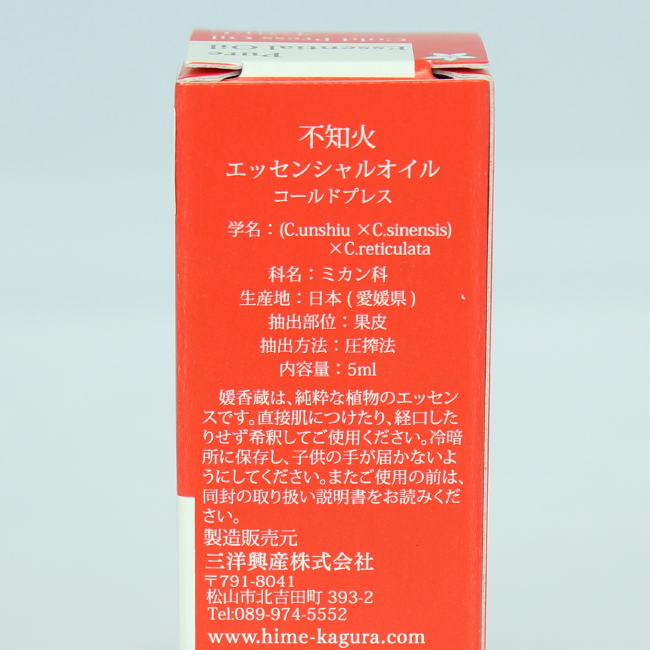 Pure
Essential Oil
Cold Press Oil
不知火
エッセンシャルオイル
コールドプレス
学名：(C.unshiu ×C.sinensis)
×C.reticulata
科名：ミカン科
生産地：日本 ( 愛媛県 )
抽出部位：果皮
抽出方法：圧搾法
内容量：5ml
媛香蔵は、純粋な植物のエッセン
スです。直接肌につけたり、経口した
りせず希釈してご使用ください。冷暗
所に保存し、子供の手が届かないよ
うにしてください。またご使用の前は、
同封の取り扱い説明書をお読みくだ
さい。
製造販売元
三洋興産株式会社
〒791-8041
松山市北吉田町 393-2
Tel:089-974-5552
www.hime-kagura.com